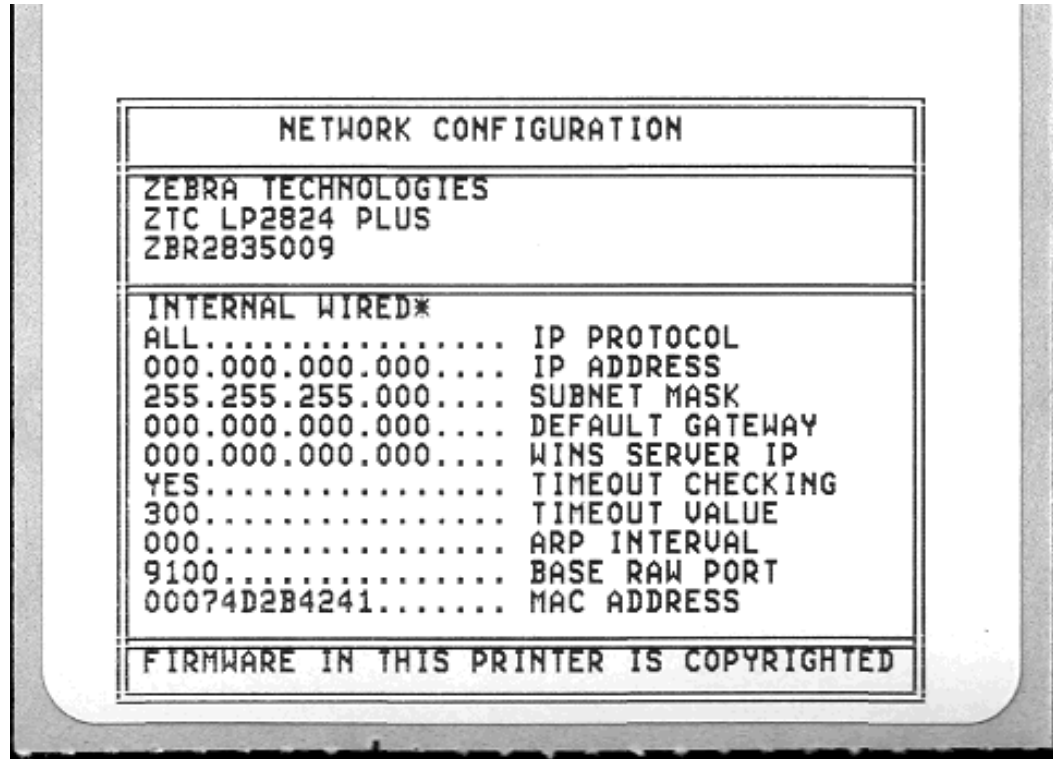 NETWORK CONFIGURATION
ZEBRA TECHNOLOGIES
ZTC LP2824 PLUS
ZBR2835009
INTERNAL WIRED*
ALL................ IP PROTOCOL
000.000.000.000.... IP ADDRESS
255.255.255.000.... SUBNET MASK
000.000.000.000.... DEFAULT GATEWAY
000.000.000.000.... WINS SERVER IP
YES................ TIMEOUT CHECKING
300................ TIMEOUT VALUE
000................ ARP INTERVAL
9100............... BASE RAW PORT
00074D2B4241....... MAC ADDRESS
FIRMWARE IN THIS PRINTER IS COPYRIGHTED